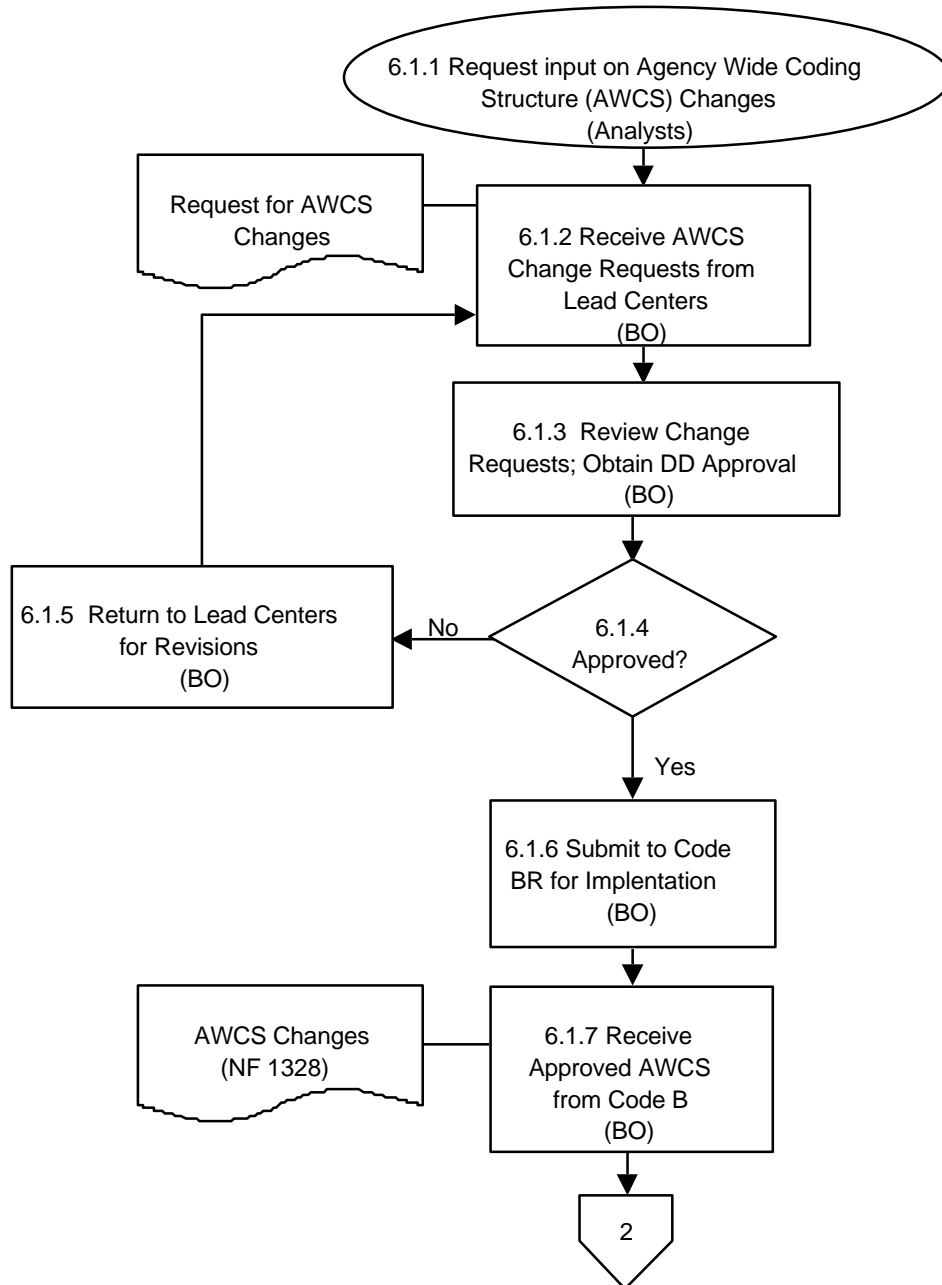 6.1.1 Request input on Agency Wide Coding
Structure (AWCS) Changes
(Analysts)
Request for AWCS
Changes
6.1.2 Receive AWCS
Change Requests from
Lead Centers
(BO)
6.1.3 Review Change
Requests; Obtain DD Approval
(BO)
6.1.4
Approved?
No
6.1.5 Return to Lead Centers
for Revisions
(BO)
Yes
6.1.6 Submit to Code
BR for Implentation
(BO)
AWCS Changes
(NF 1328)
6.1.7 Receive
Approved AWCS
from Code B
(BO)
2